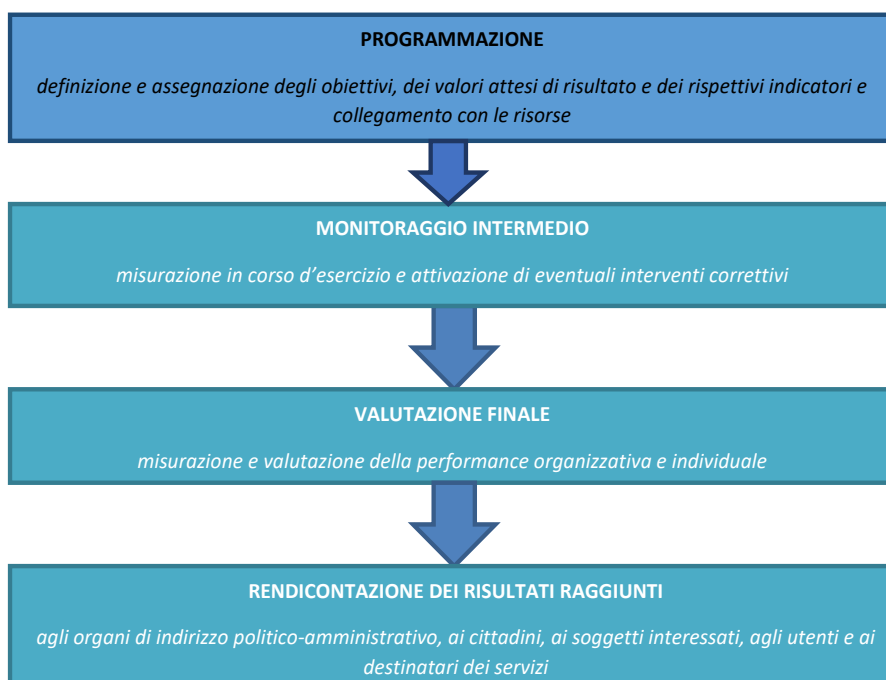 PROGRAMMAZIONE
definizione e assegnazione degli obiettivi, dei valori attesi di risultato e dei rispettivi indicatori e
collegamento con le risorse
MONITORAGGIO INTERMEDIO
misurazione in corso d'esercizio e attivazione di eventuali interventi correttivi
VALUTAZIONE FINALE
misurazione e valutazione della performance organizzativa e individuale
RENDICONTAZIONE DEI RISULTATI RAGGIUNTI
agli organi di indirizzo politico-amministrativo, ai cittadini, ai soggetti interessati, agli utenti e ai
destinatari dei servizi